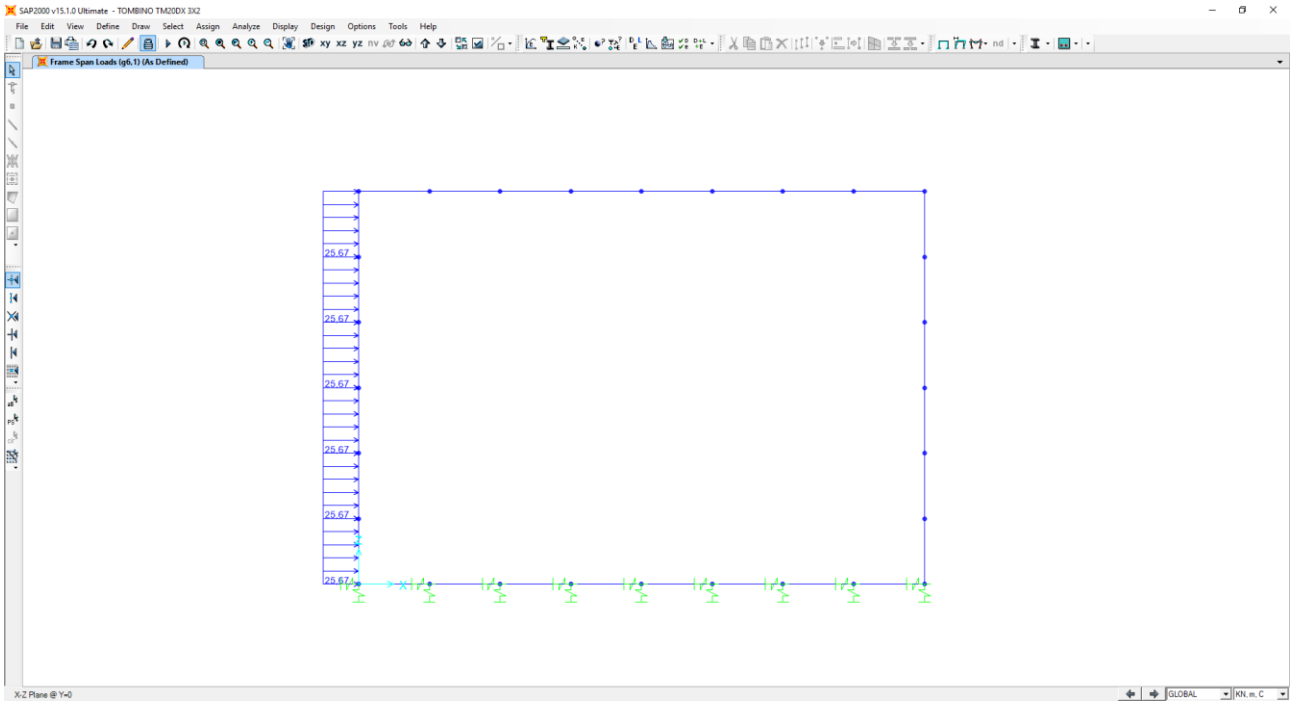 SAP2000 v15.1.0 Ultimate - TOMBINO TM20DX 3X2
File Edit View Define Draw Select Assign Analyze Display Design Options Tools Help
xy xz yz nv nd
Frame Span Loads (g6,1) (As Defined)
25.67
25.67
25.67
25.67
25.67
25.67
X
X-Z Plane @ Y=0 GLOBAL KN, m, C